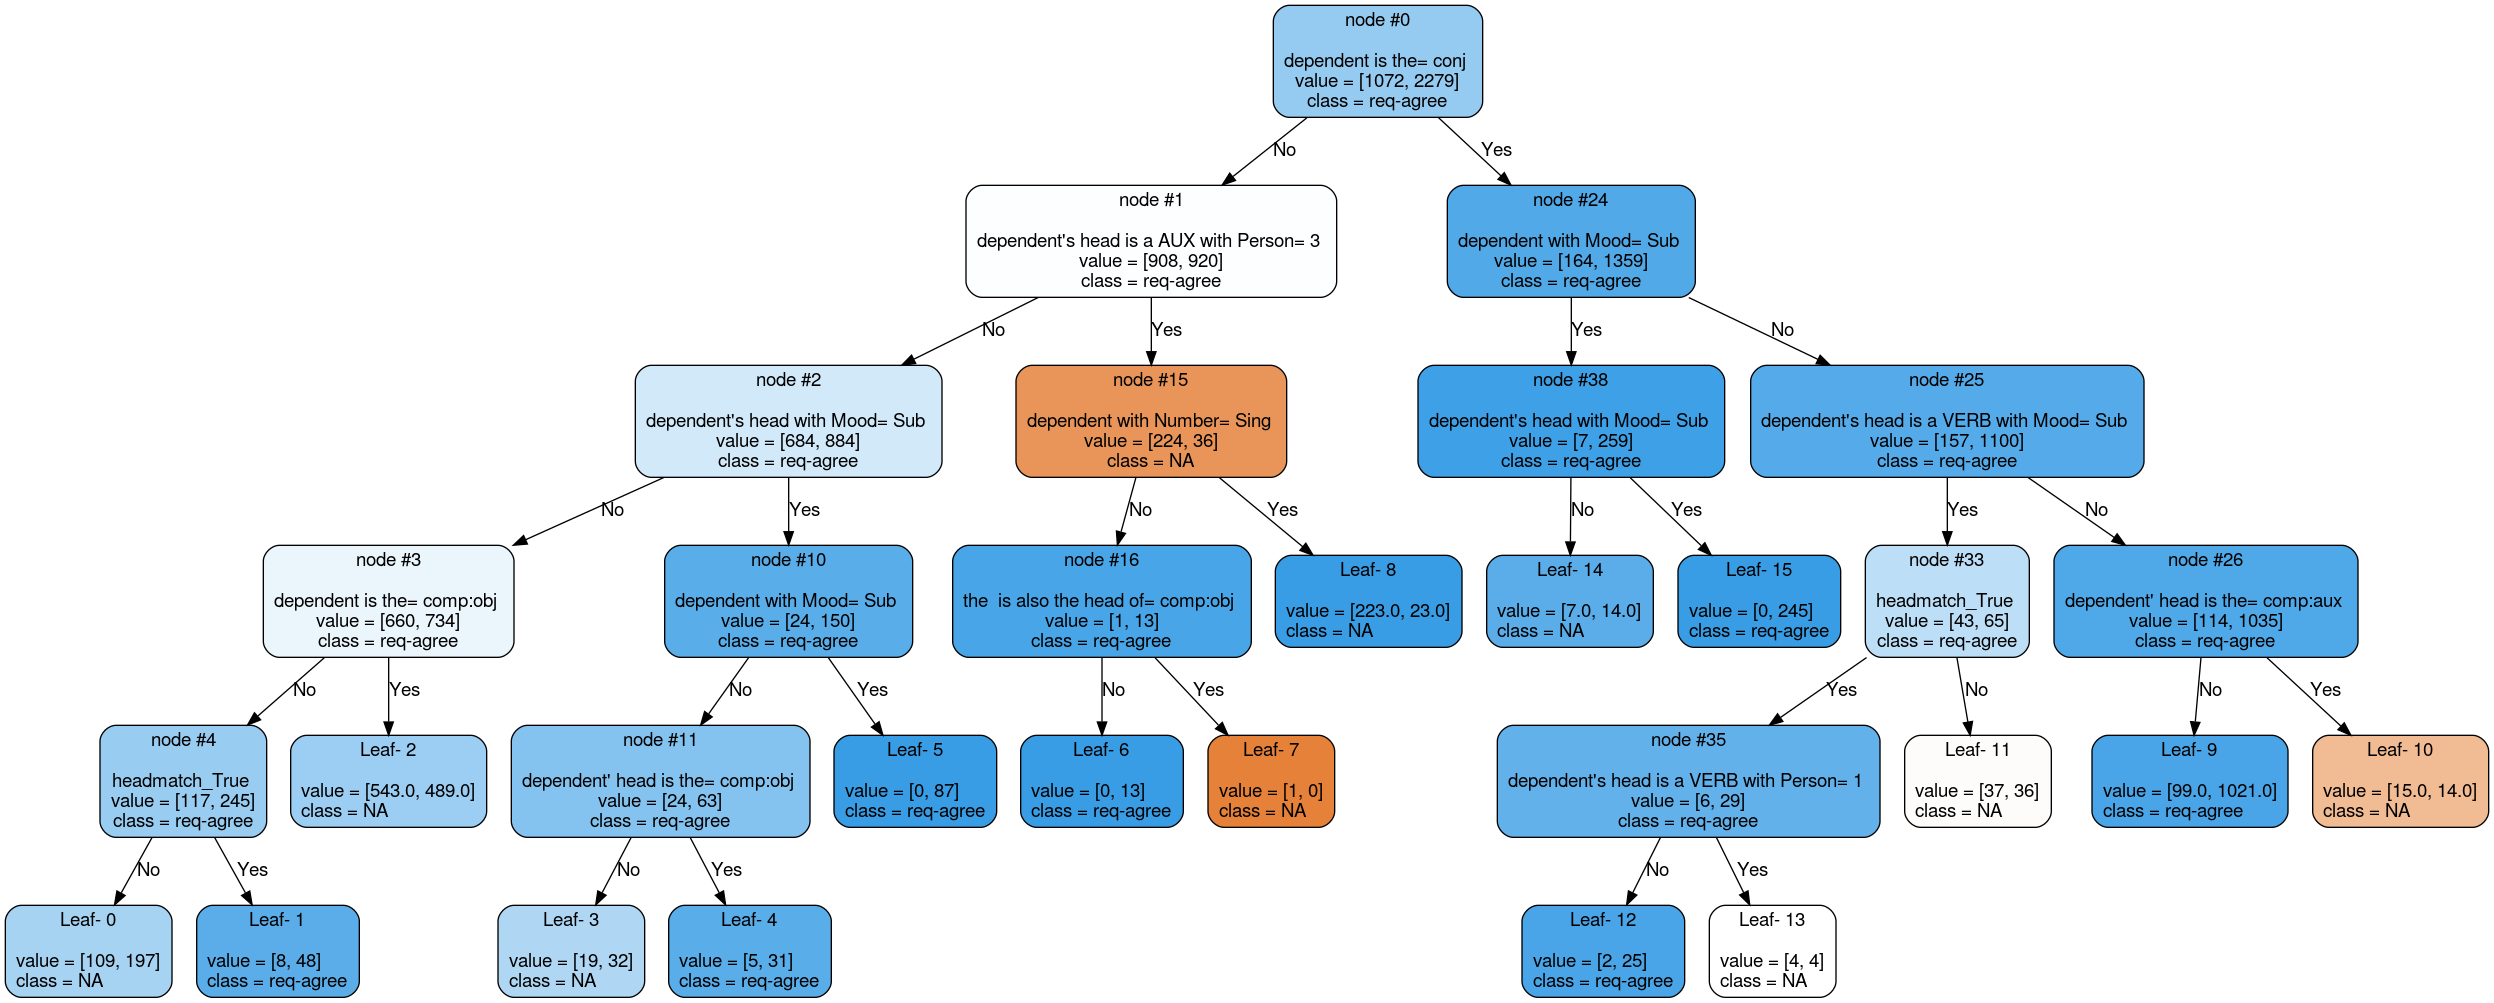 node #0
dependent is the= conj
value = [1072, 2279]
class = req-agree
No
Yes
node #1
dependent's head is a AUX with Person= 3
value = [908, 920]
class = req-agree
node #24
dependent with Mood= Sub
value = [164, 1359]
class = req-agree
No
Yes
Yes
No
node #2
dependent's head with Mood= Sub
value = [684, 884]
class = req-agree
node #15
dependent with Number= Sing
value = [224, 36]
class = NA
node #38
dependent's head with Mood= Sub
value = [7, 259]
class = req-agree
node #25
dependent's head is a VERB with Mood= Sub
value = [157, 1100]
class = req-agree
No
Yes
No
Yes
No
Yes
Yes
No
node #3
dependent is the= comp:obj
value = [660, 734]
class = req-agree
node #10
dependent with Mood= Sub
value = [24, 150]
class = req-agree
node #16
the  is also the head of= comp:obj
value = [1, 13]
class = req-agree
Leaf- 8
value = [223.0, 23.0]
class = NA
Leaf- 14
value = [7.0, 14.0]
class = NA
Leaf- 15
value = [0, 245]
class = req-agree
node #33
headmatch_True
value = [43, 65]
class = req-agree
node #26
dependent' head is the= comp:aux
value = [114, 1035]
class = req-agree
No
Yes
No
Yes
No
Yes
Yes
No
No
Yes
node #4
headmatch_True
value = [117, 245]
class = req-agree
Leaf- 2
value = [543.0, 489.0]
class = NA
node #11
dependent' head is the= comp:obj
value = [24, 63]
class = req-agree
Leaf- 5
value = [0, 87]
class = req-agree
Leaf- 6
value = [0, 13]
class = req-agree
Leaf- 7
value = [1, 0]
class = NA
node #35
dependent's head is a VERB with Person= 1
value = [6, 29]
class = req-agree
Leaf- 11
value = [37, 36]
class = NA
Leaf- 9
value = [99.0, 1021.0]
class = req-agree
Leaf- 10
value = [15.0, 14.0]
class = NA
No
Yes
No
Yes
No
Yes
Leaf- 0
value = [109, 197]
class = NA
Leaf- 1
value = [8, 48]
class = req-agree
Leaf- 3
value = [19, 32]
class = NA
Leaf- 4
value = [5, 31]
class = req-agree
Leaf- 12
value = [2, 25]
class = req-agree
Leaf- 13
value = [4, 4]
class = NA